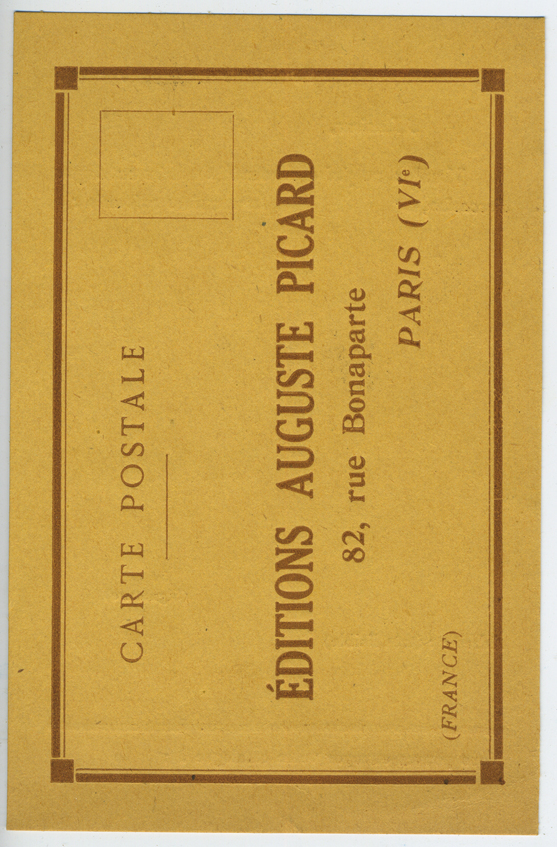 CARTE POSTALE
ÉDITIONS AUGUSTE PICARD
82, rue Bonaparte
PARIS (VIe)
(FRANCE)